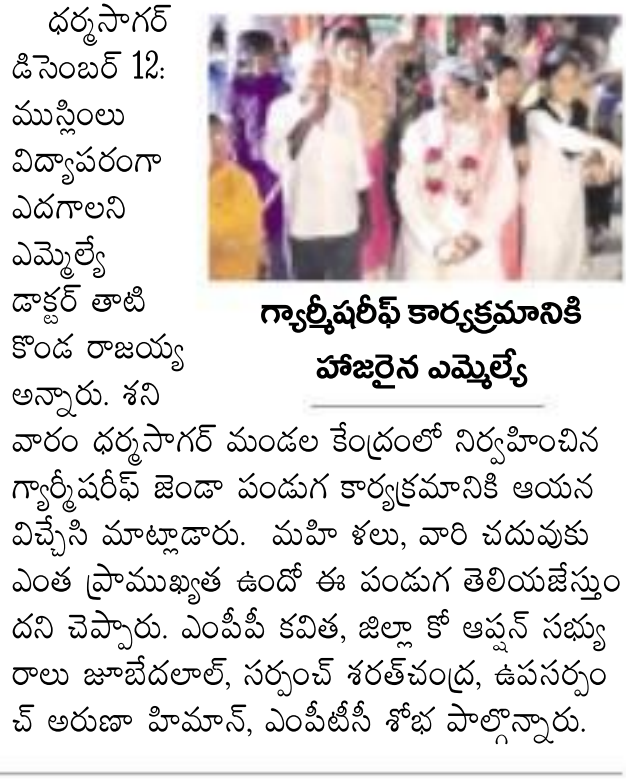 ధర్మసాగర్
డిసెంబర్ 12:
ముస్లింలు
విద్యాపరంగా
ఎదగాలని
ఎమ్మెల్యే
డాక్టర్ తాటి
కొండ రాజయ్య
అన్నారు. శని
గ్యార్మీషరీఫ్ కార్యక్రమానికి
హాజరైన ఎమ్మెల్యే
వారం ధర్మసాగర్ మండల కేంద్రంలో నిర్వహించిన
గ్యార్మీషరీఫ్ జెండా పండుగ కార్యక్రమానికి ఆయన
విచ్చేసి మాట్లాడారు. మహి ళలు, వారి చదువుకు
ఎంత ప్రాముఖ్యత ఉందో ఈ పండుగ తెలియజేస్తుం
దని చెప్పారు. ఎంపీపీ కవిత, జిల్లా కో ఆప్షన్ సభ్యు
రాలు జూబేదలాల్, సర్పంచ్ శరత్‌చంద్ర, ఉపసర్పం
చ్ అరుణా హిమాన్, ఎంపీటీసీ శోభ పాల్గొన్నారు.